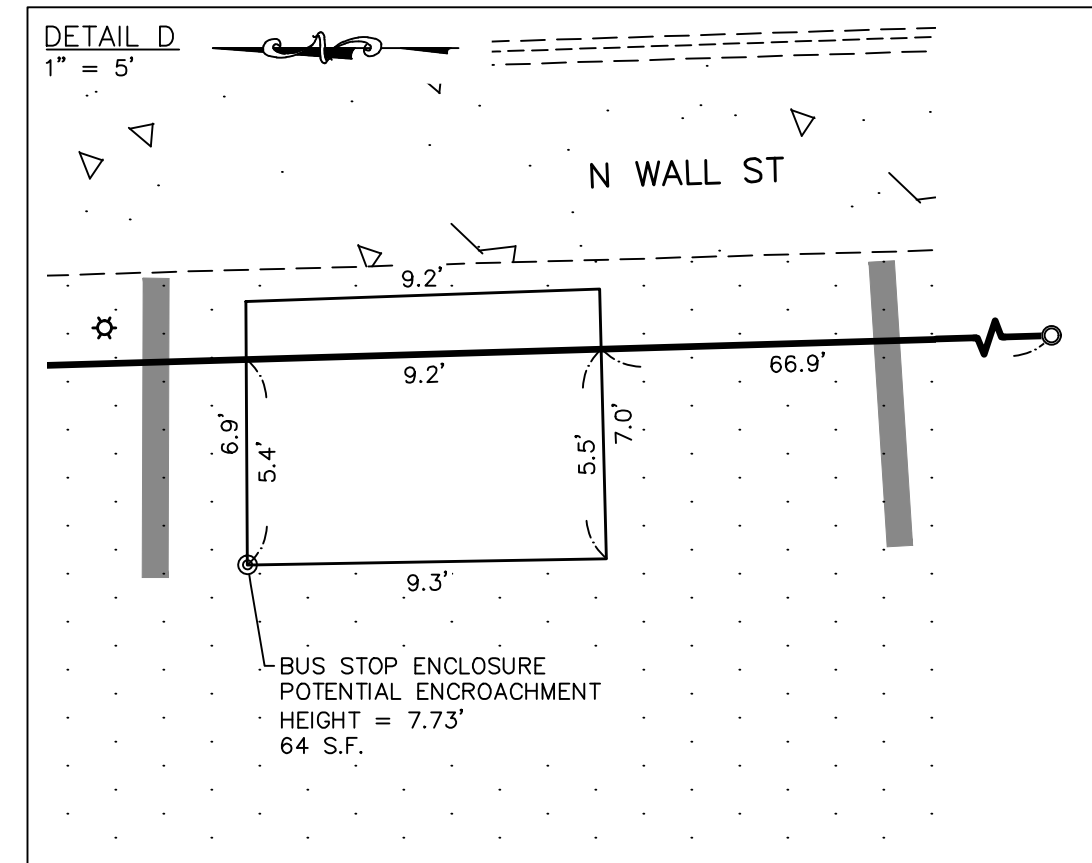 DETAIL D
1" = 5'
N WALL ST
9.2'
9.2'
66.9'
6.9'
5.4'
5.5'
7.0'
9.3'
BUS STOP ENCLOSURE
POTENTIAL ENCROACHMENT
HEIGHT = 7.73'
64 S.F.